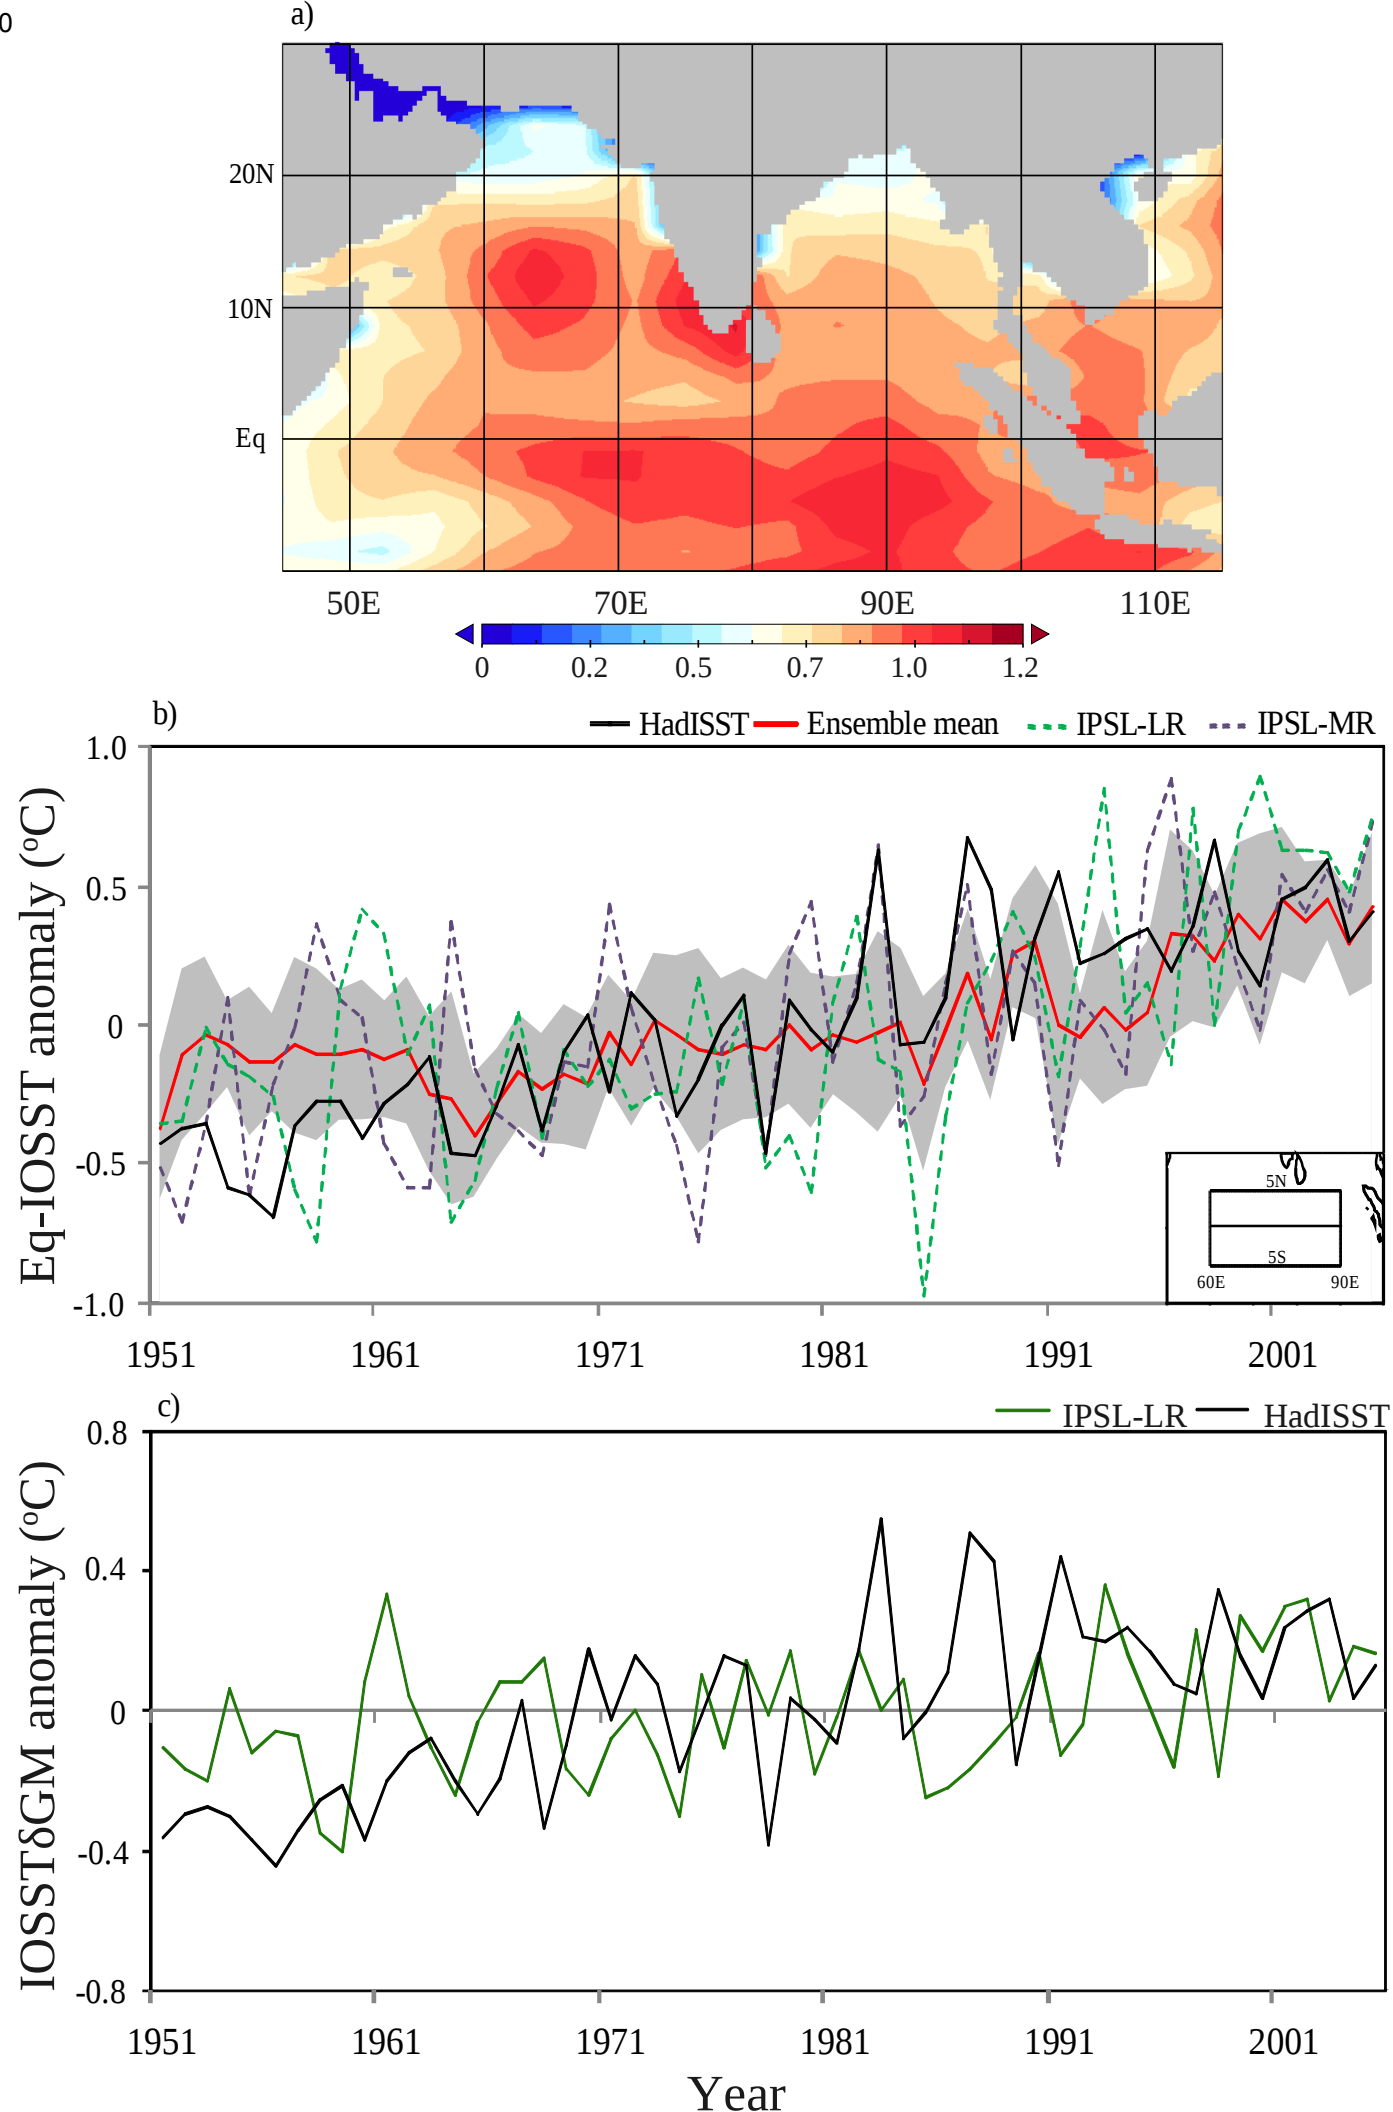 0
a)
20N
10N
Eq
50E 70E 90E 110E
0 0.2 0.5 0.7 1.0 1.2
b)
HadISST Ensemble mean IPSL-LR IPSL-MR
1.0
0.5
0
-0.5
-1.0
Eq-IOSST anomaly (ºC)
5N
5S
60E 90E
1951 1961 1971 1981 1991 2001
c)
IPSL-LR HadISST
0.8
0.4
0
-0.4
-0.8
IOSSTδGM anomaly (ºC)
1951 1961 1971 1981 1991 2001
Year